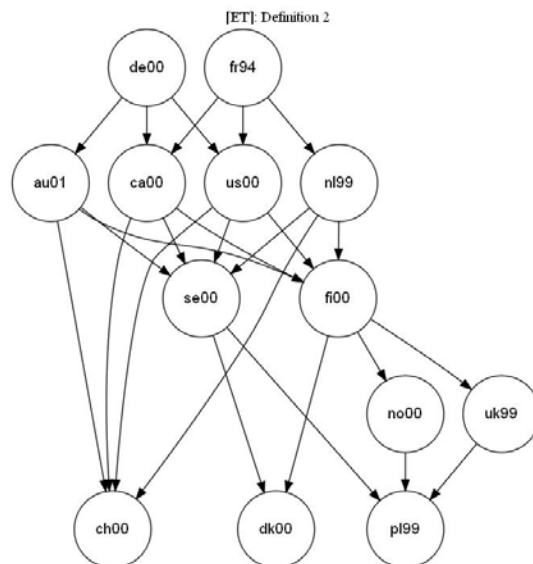 [ET]: Definition 2
de00 fr94
au01 ca00 us00 nl99
se00 fi00
no00 uk99
ch00 dk00 pl99